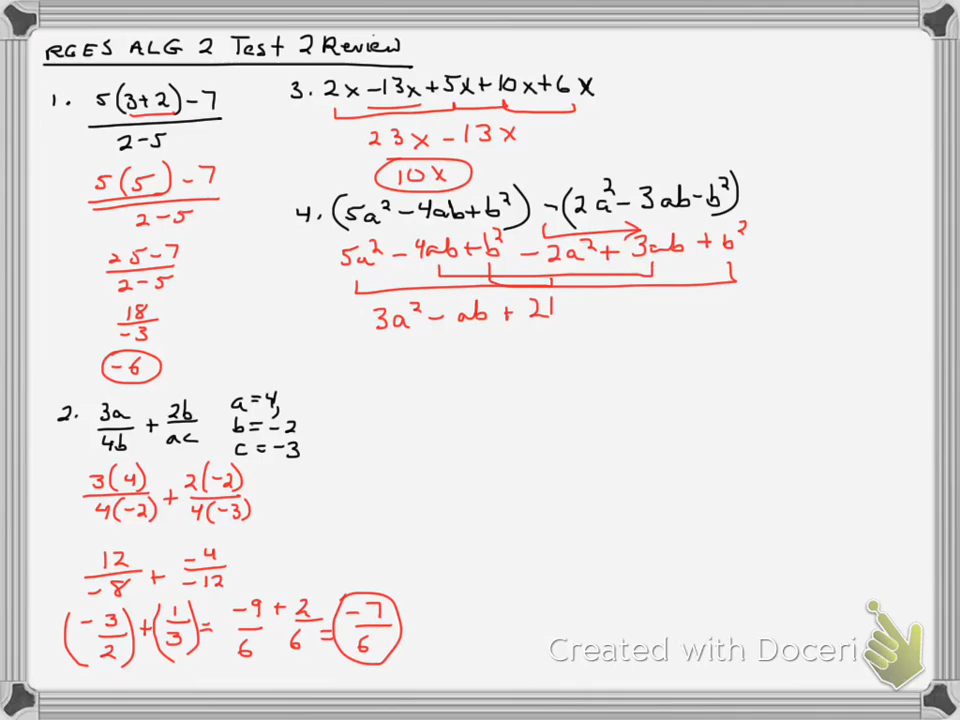 RGES ALG 2 Test 2 Review
1. 5(3+2)-7
2-5
5(5)-7
2-5
25-7
2-5
18
-3
-6
2. 3a/4b + 2b/ac a=4,
b=-2
c=-3
3(4)/4(-2) + 2(-2)/4(-3)
12/-8 + -4/-12
(-3/2)+(1/3)= -9/6 + 2/6 = -7/6
3. 2x-13x+5x+10x+6x
23x-13x
10x
4. (5a²-4ab+b²)-(2a²-3ab-b²)
5a²-4ab+b²-2a²+3ab+b²
3a²-ab+2l
Created with Doceri